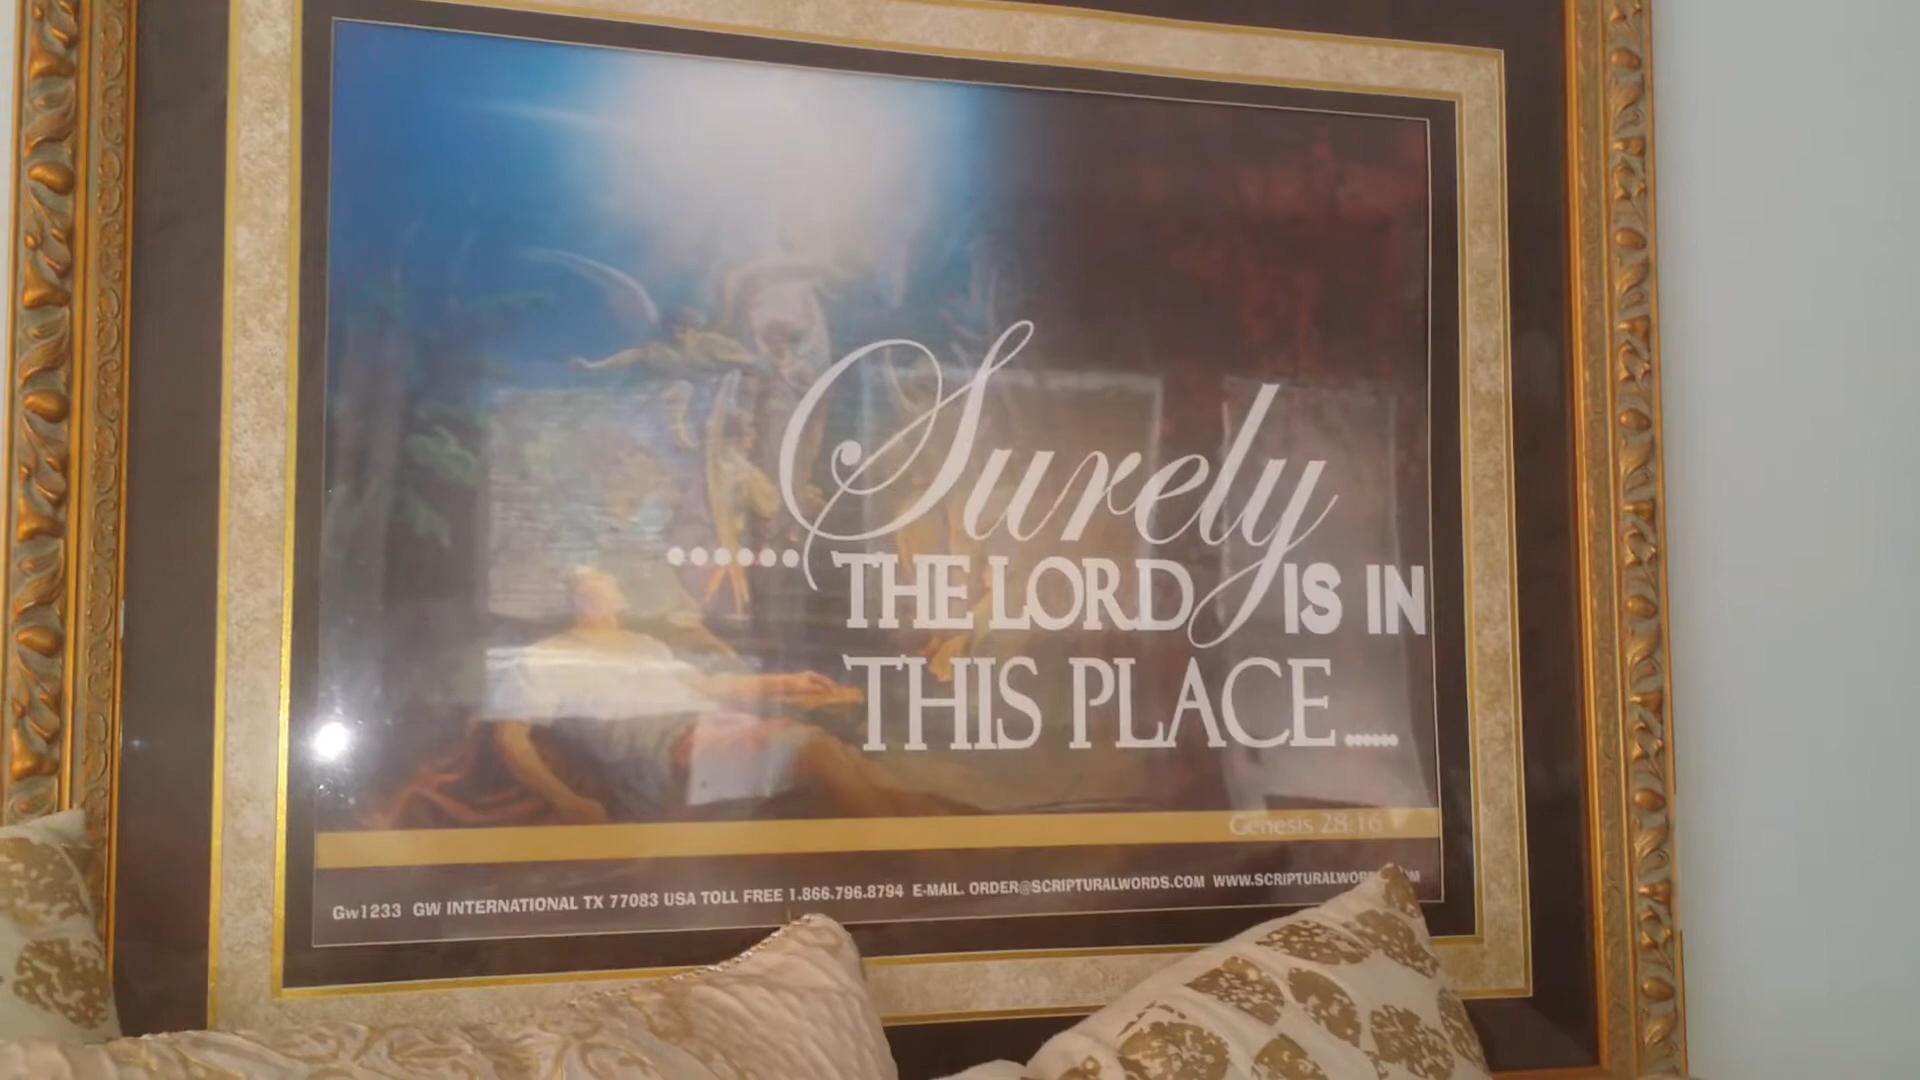 Surely
......THE LORD IS IN
THIS PLACE......
Genesis 28:16
Gw1233 GW INTERNATIONAL TX 77083 USA TOLL FREE 1.866.796.8794 E-MAIL. ORDER@SCRIPTURALWORDS.COM